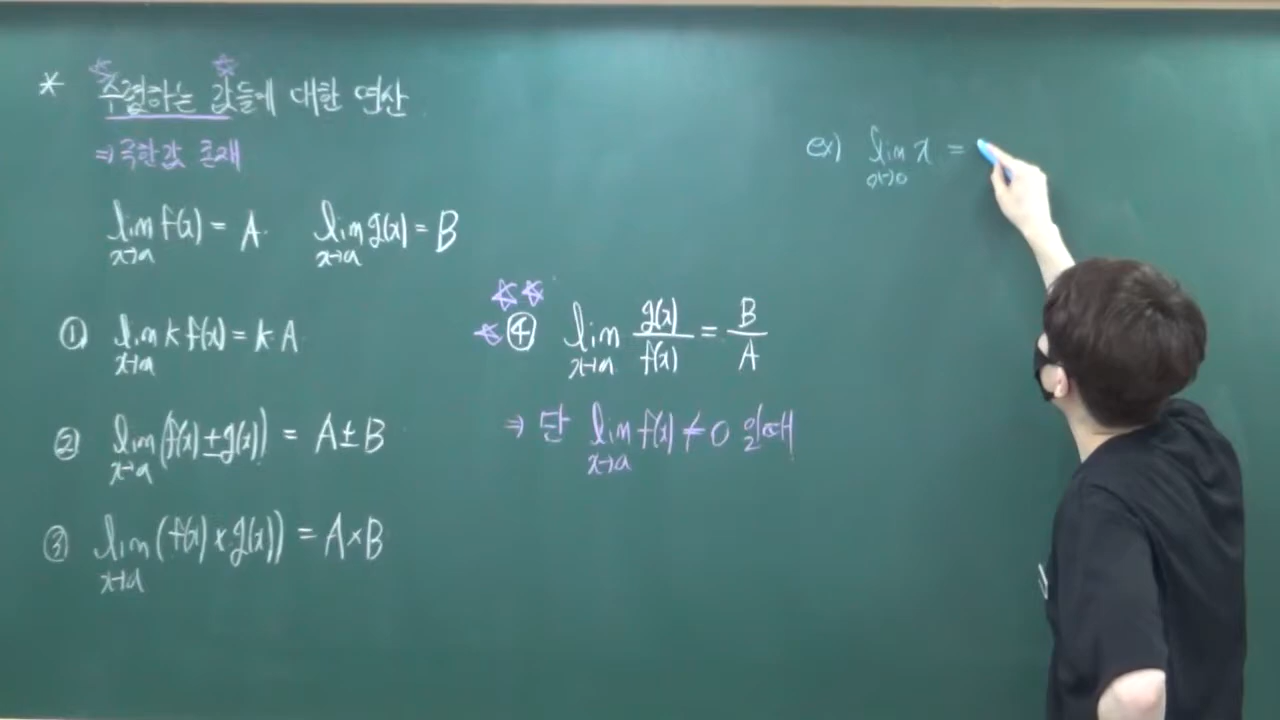 * 수렴하는 값들에 대한 연산
⇒ 극한값 존재
lim x→a f(x) = A. lim x→a g(x) = B
① lim x→a k f(x) = k A
② lim x→a (f(x) ± g(x)) = A ± B
③ lim x→a (f(x) × g(x)) = A × B
④ lim x→a g(x)/f(x) = B/A
⇒ 단 lim x→a f(x) ≠ 0 일때
ex) lim x→0 x =